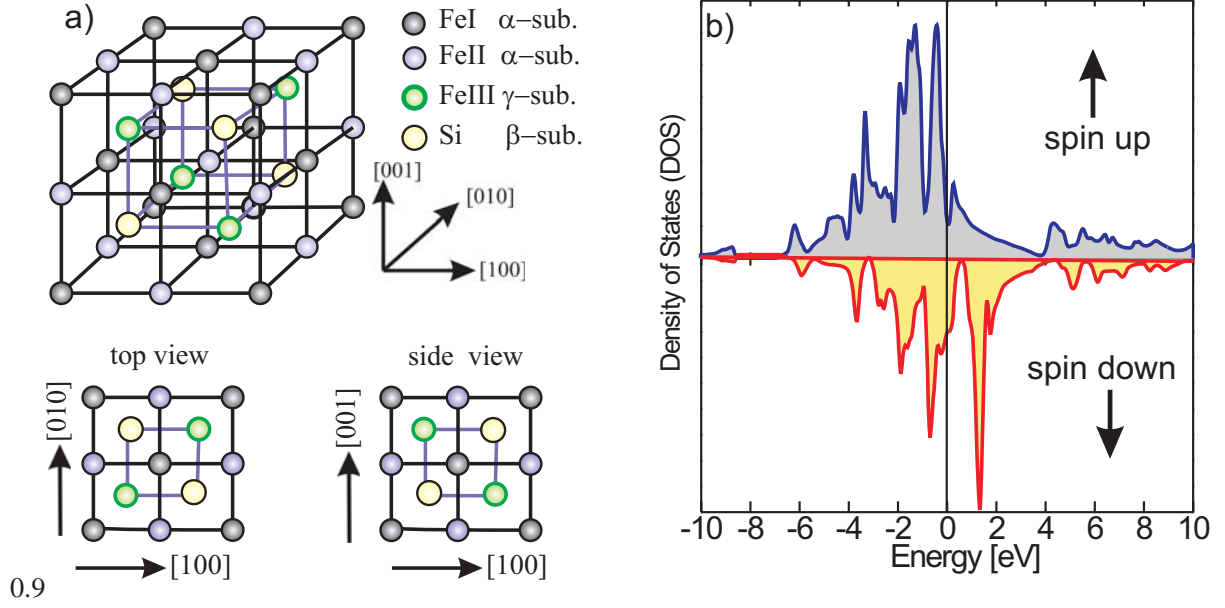 a)
FeI α−sub.
FeII α−sub.
FeIII γ−sub.
Si β−sub.
[001]
[010]
[100]
top view
[010]
[100]
side view
[001]
[100]
0.9
b)
Density of States (DOS)
spin up
spin down
-10 -8 -6 -4 -2 0 2 4 6 8 10
Energy [eV]